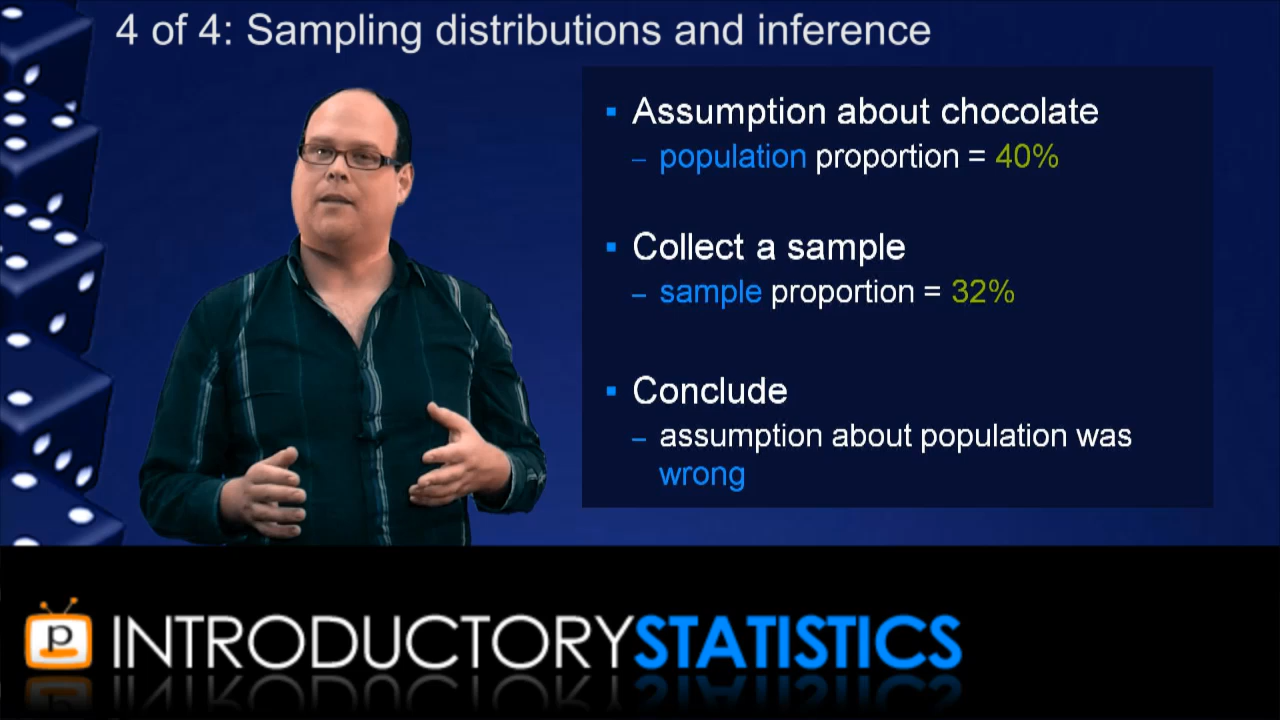 4 of 4: Sampling distributions and inference
▪ Assumption about chocolate
– population proportion = 40%
▪ Collect a sample
– sample proportion = 32%
▪ Conclude
– assumption about population was
wrong
p INTRODUCTORYSTATISTICS